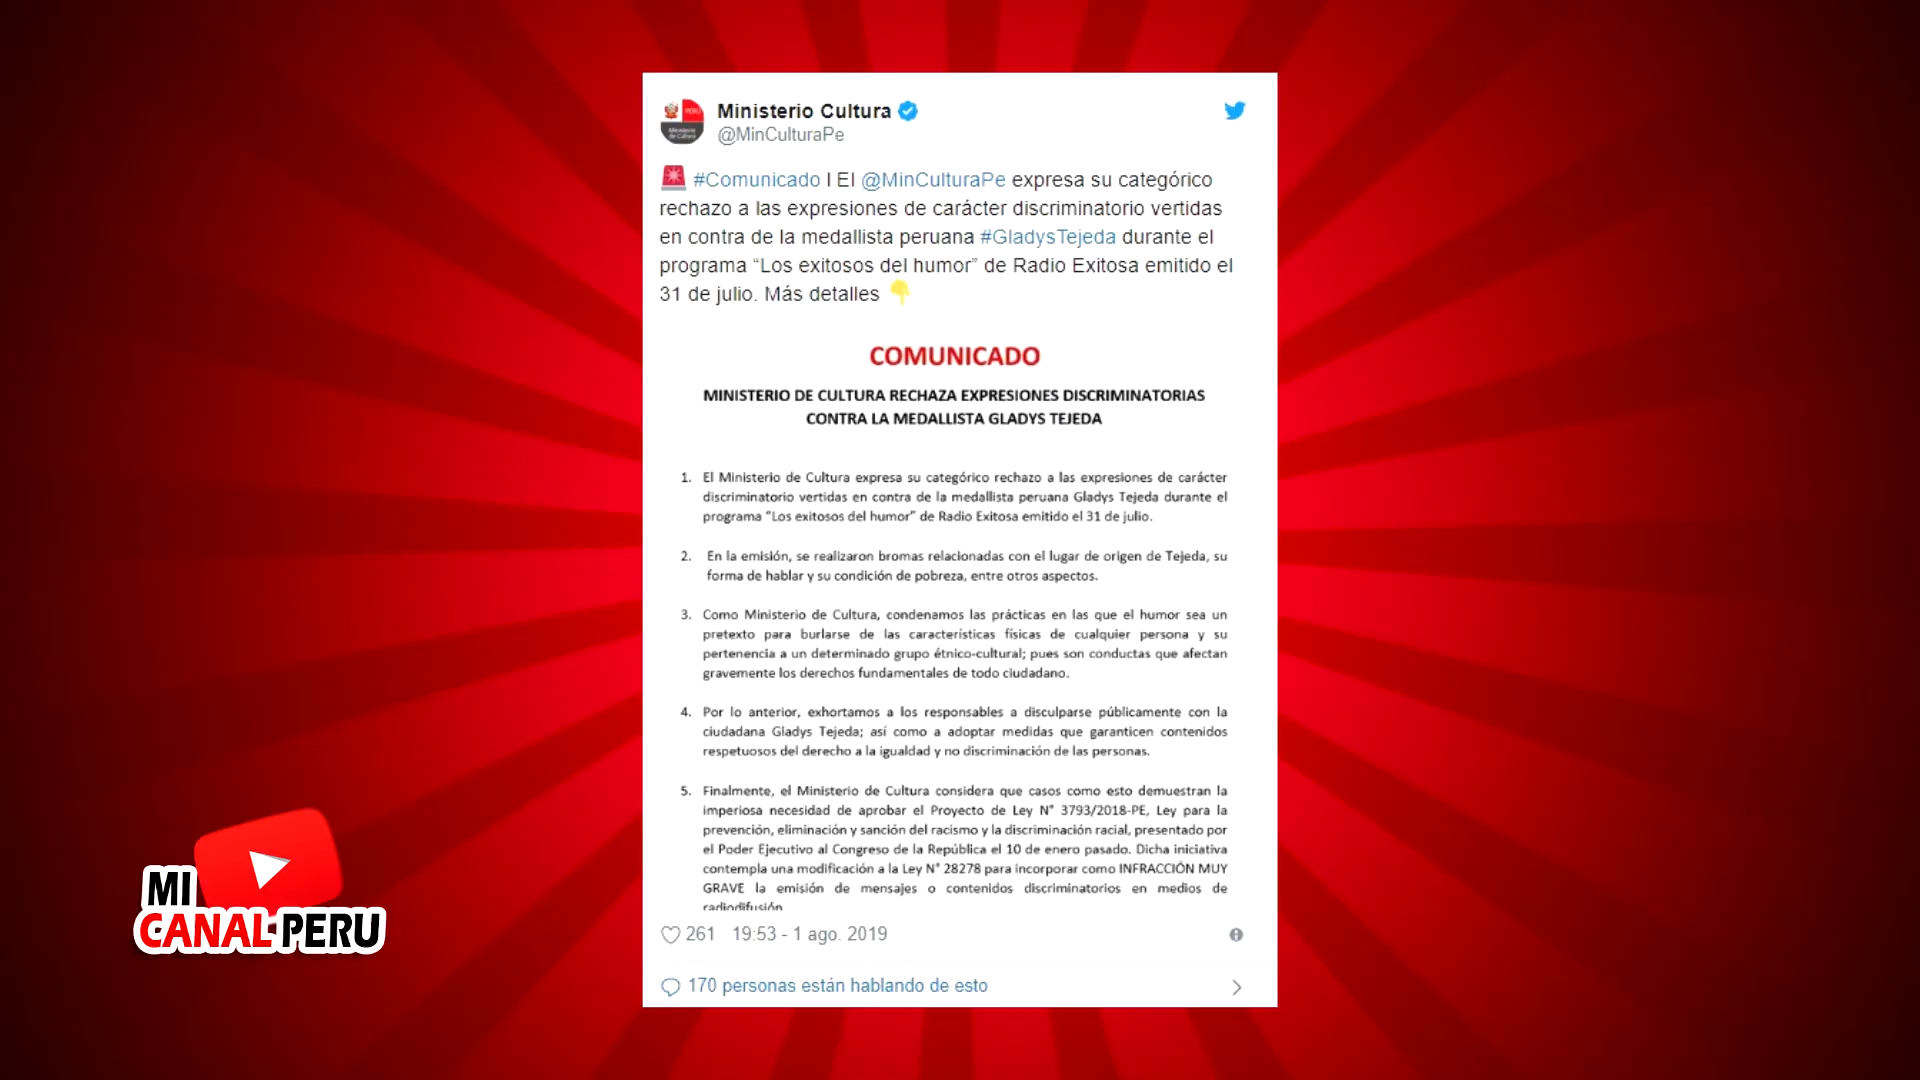 Ministerio Cultura
@MinCulturaPe
#Comunicado I El @MinCulturaPe expresa su categórico
rechazo a las expresiones de carácter discriminatorio vertidas
en contra de la medallista peruana #GladysTejeda durante el
programa “Los exitosos del humor” de Radio Exitosa emitido el
31 de julio. Más detalles
COMUNICADO
MINISTERIO DE CULTURA RECHAZA EXPRESIONES DISCRIMINATORIAS
CONTRA LA MEDALLISTA GLADYS TEJEDA
1. El Ministerio de Cultura expresa su categórico rechazo a las expresiones de carácter
discriminatorio vertidas en contra de la medallista peruana Gladys Tejeda durante el
programa “Los exitosos del humor” de Radio Exitosa emitido el 31 de julio.
2. En la emisión, se realizaron bromas relacionadas con el lugar de origen de Tejeda, su
forma de hablar y su condición de pobreza, entre otros aspectos.
3. Como Ministerio de Cultura, condenamos las prácticas en las que el humor sea un
pretexto para burlarse de las características físicas de cualquier persona y su
pertenencia a un determinado grupo étnico-cultural; pues son conductas que afectan
gravemente los derechos fundamentales de todo ciudadano.
4. Por lo anterior, exhortamos a los responsables a disculparse públicamente con la
ciudadana Gladys Tejeda; así como a adoptar medidas que garanticen contenidos
respetuosos del derecho a la igualdad y no discriminación de las personas.
5. Finalmente, el Ministerio de Cultura considera que casos como esto demuestran la
imperiosa necesidad de aprobar el Proyecto de Ley N° 3793/2018-PE, Ley para la
prevención, eliminación y sanción del racismo y la discriminación racial, presentado por
el Poder Ejecutivo al Congreso de la República el 10 de enero pasado. Dicha iniciativa
contempla una modificación a la Ley N° 28278 para incorporar como INFRACCIÓN MUY
GRAVE la emisión de mensajes o contenidos discriminatorios en medios de
radiodifusión
261 19:53 - 1 ago. 2019
170 personas están hablando de esto
MI
CANAL PERU